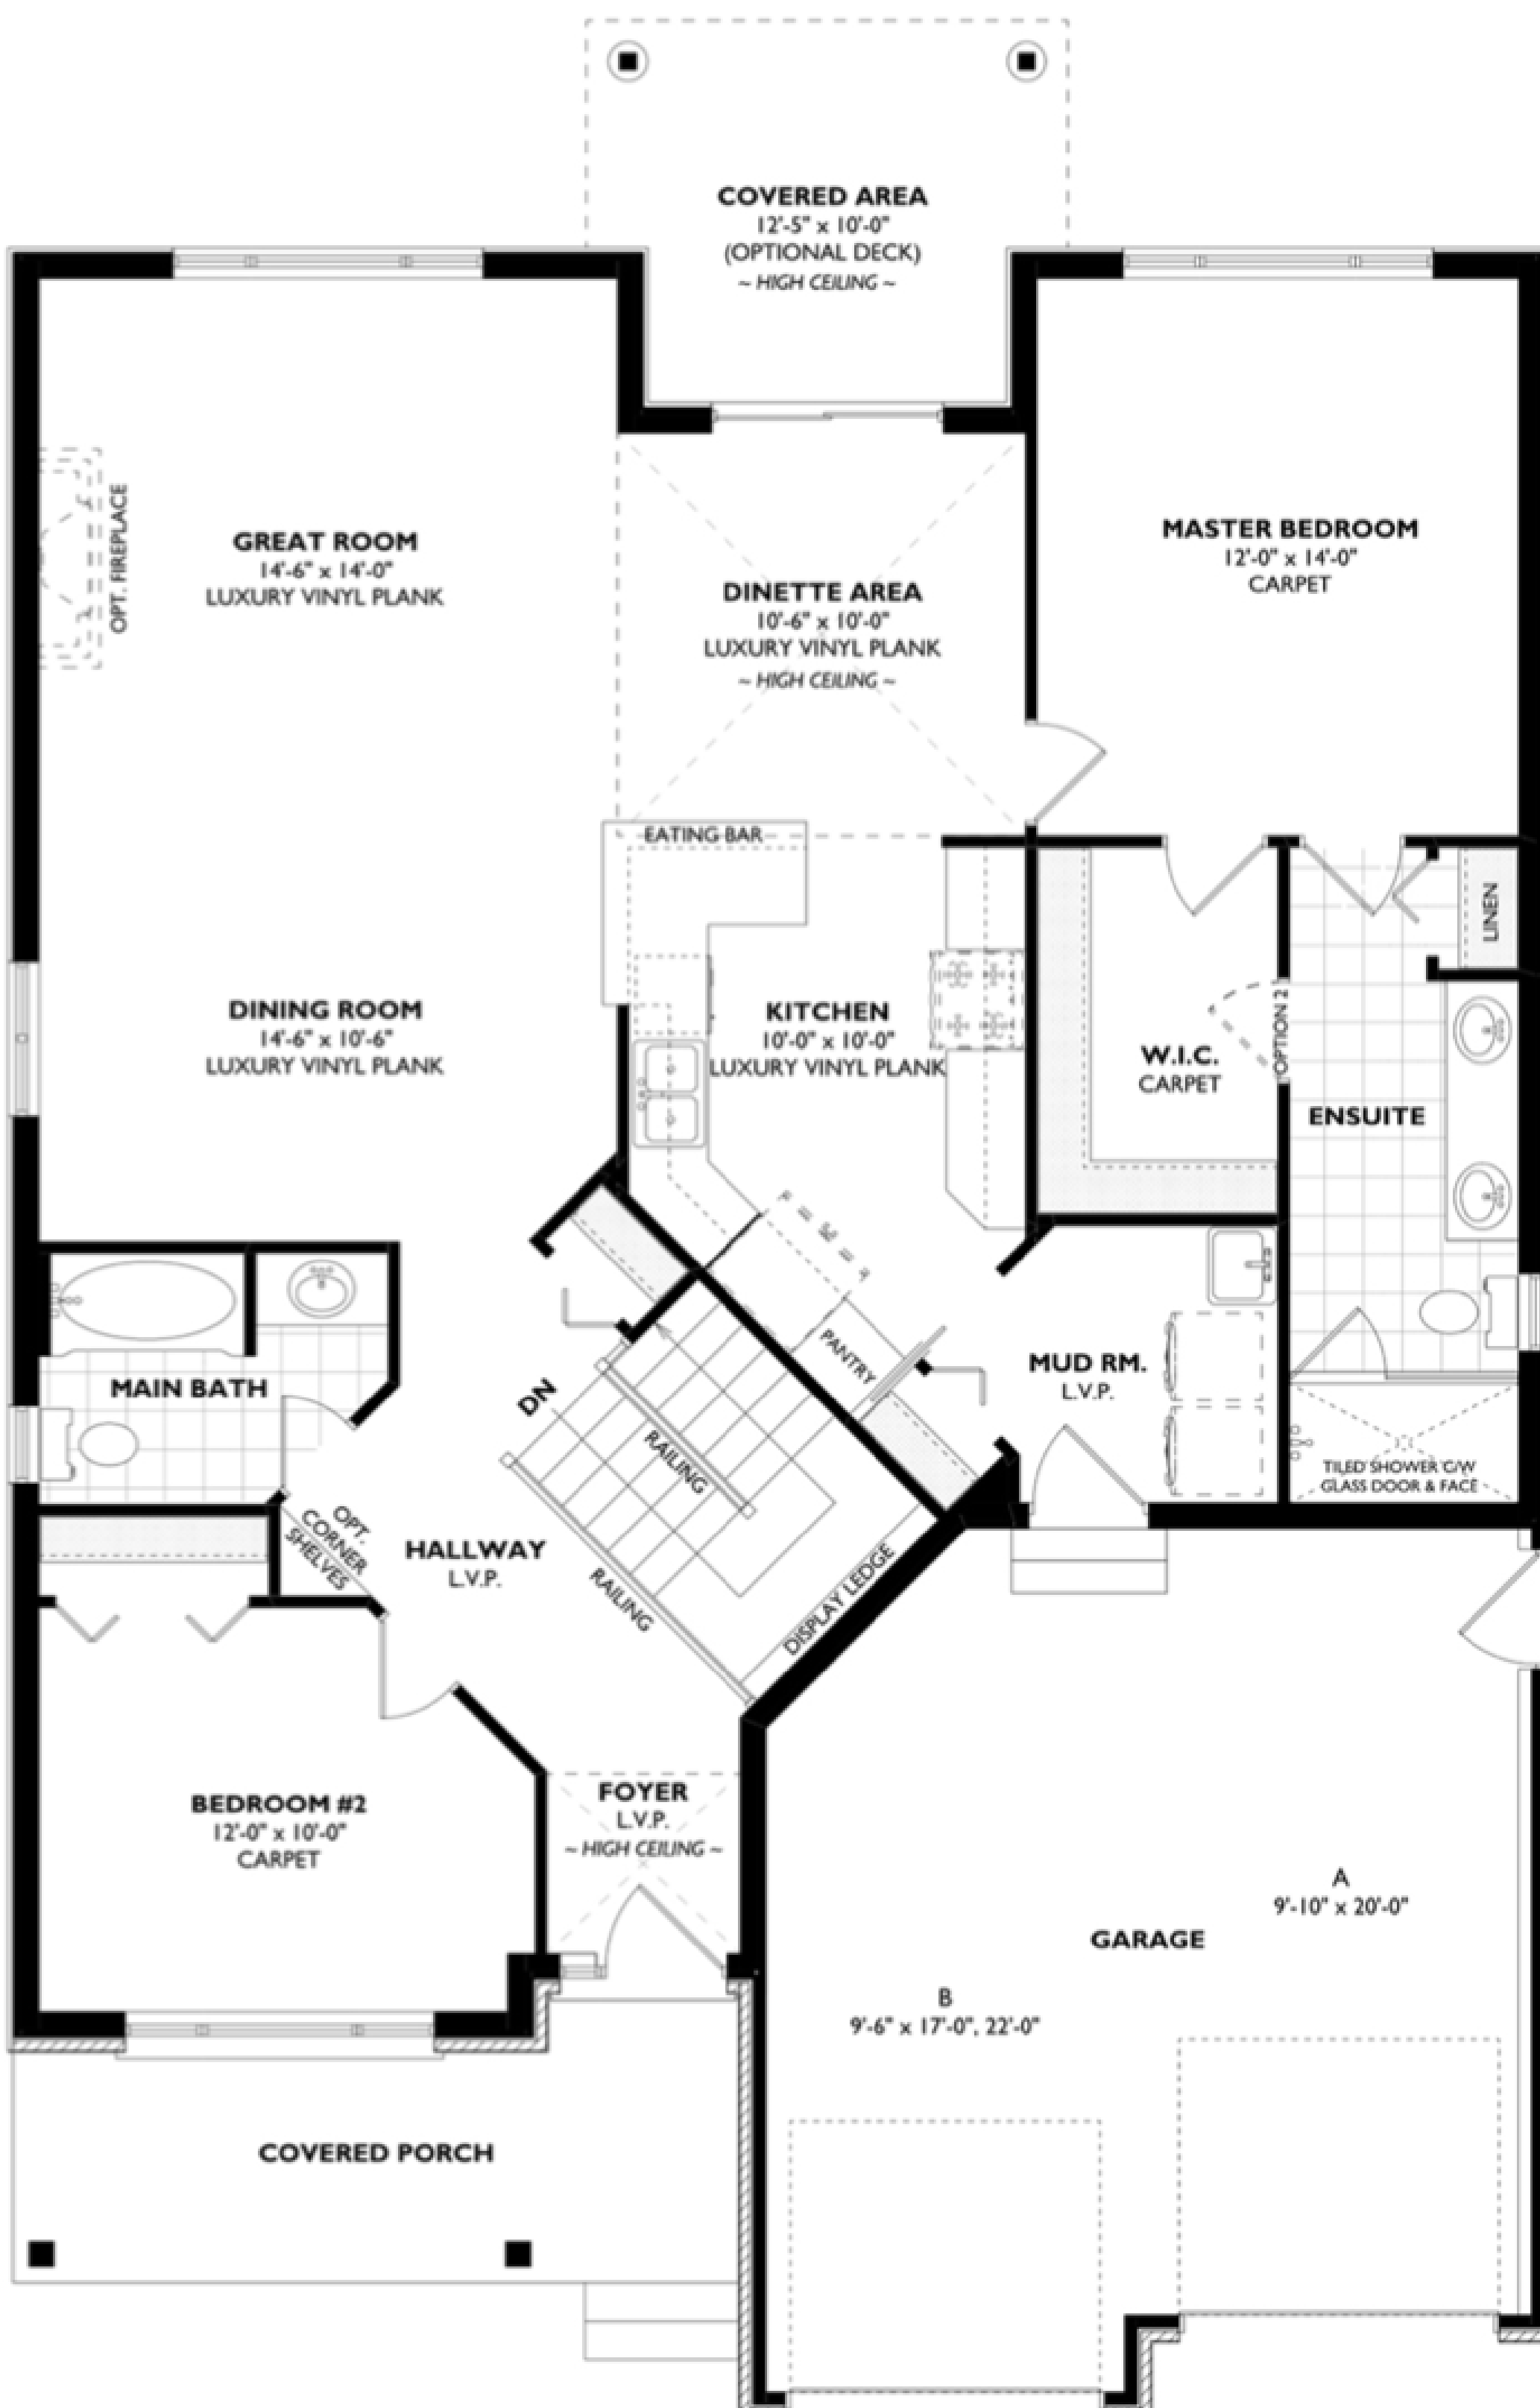 COVERED AREA
12'-5" x 10'-0"
(OPTIONAL DECK)
~ HIGH CEILING ~
GREAT ROOM
14'-6" x 14'-0"
LUXURY VINYL PLANK
OPT. FIREPLACE
DINETTE AREA
10'-6" x 10'-0"
LUXURY VINYL PLANK
~ HIGH CEILING ~
MASTER BEDROOM
12'-0" x 14'-0"
CARPET
EATING BAR
LINEN
DINING ROOM
14'-6" x 10'-6"
LUXURY VINYL PLANK
KITCHEN
10'-0" x 10'-0"
LUXURY VINYL PLANK
W.I.C.
CARPET
OPTION 2
ENSUITE
MAIN BATH
DN
RAILING
PANTRY
MUD RM.
L.V.P.
TILED SHOWER C/W
GLASS DOOR & FACE
OPT.
CORNER
SHELVES
HALLWAY
L.V.P.
RAILING
DISPLAY LEDGE
BEDROOM #2
12'-0" x 10'-0"
CARPET
FOYER
L.V.P.
~ HIGH CEILING ~
A
9'-10" x 20'-0"
GARAGE
B
9'-6" x 17'-0", 22'-0"
COVERED PORCH